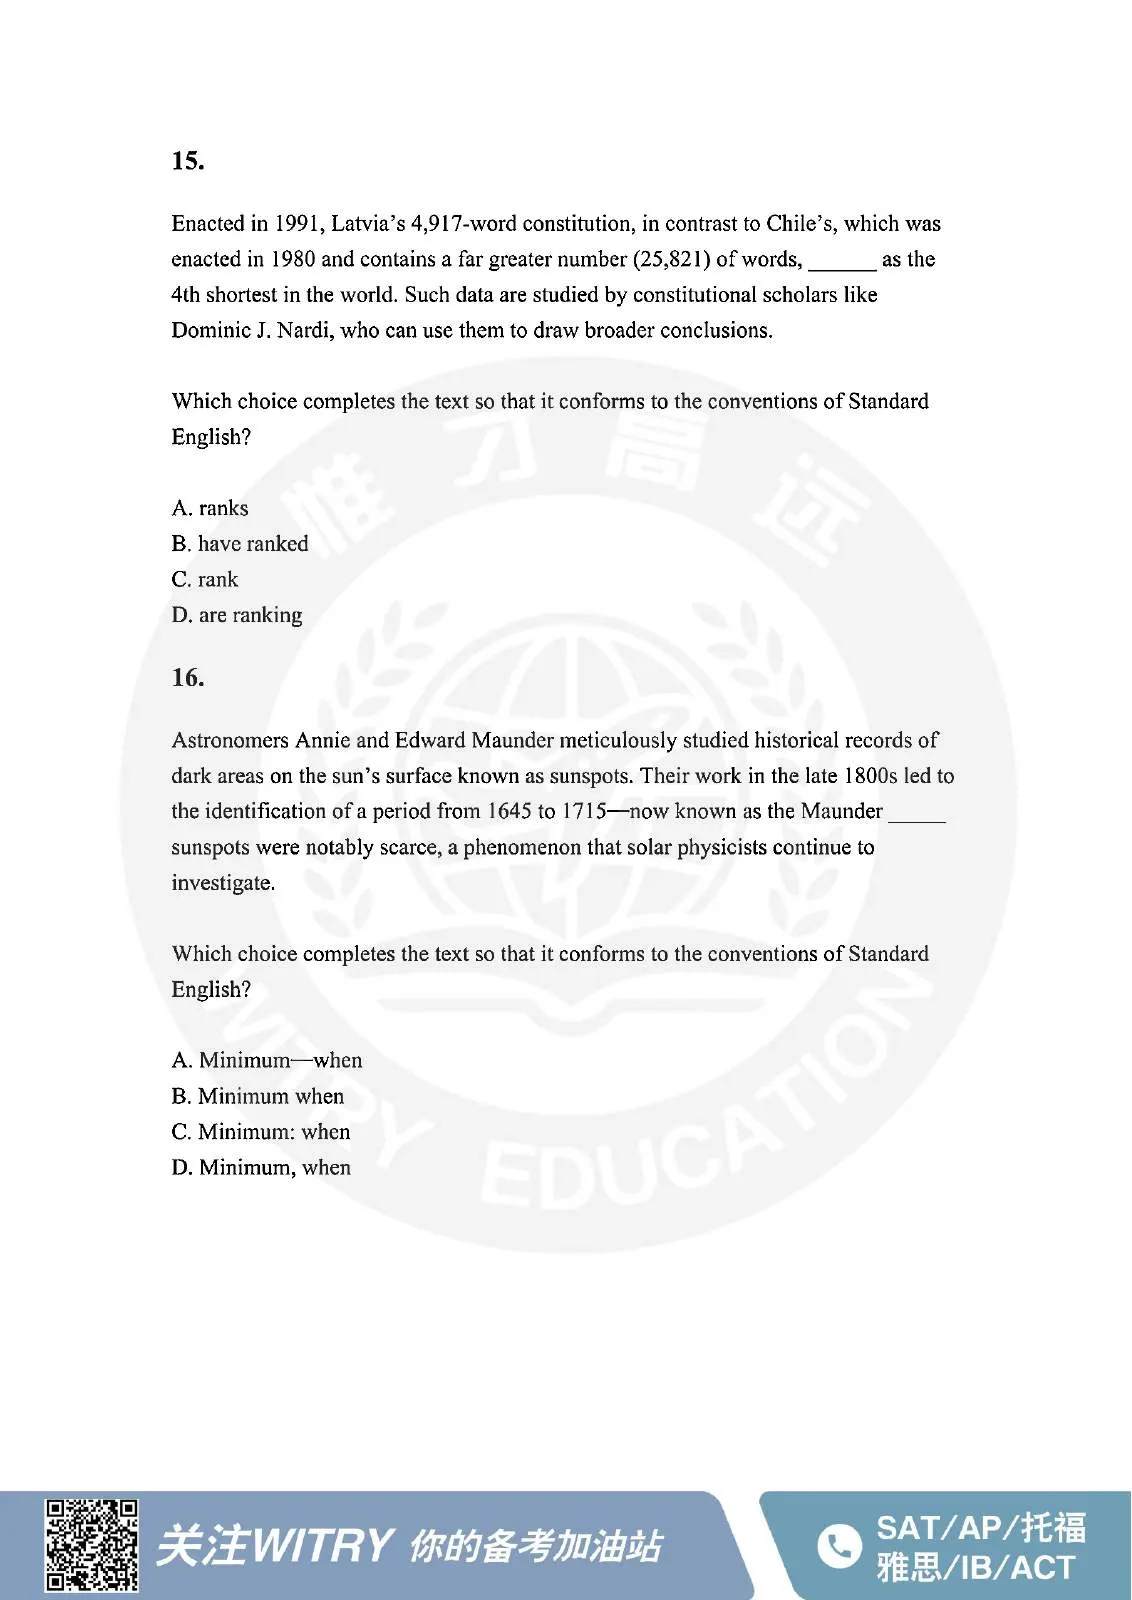 15.
Enacted in 1991, Latvia’s 4,917-word constitution, in contrast to Chile’s, which was
enacted in 1980 and contains a far greater number (25,821) of words, ______ as the
4th shortest in the world. Such data are studied by constitutional scholars like
Dominic J. Nardi, who can use them to draw broader conclusions.
Which choice completes the text so that it conforms to the conventions of Standard
English?
A. ranks
B. have ranked
C. rank
D. are ranking
16.
Astronomers Annie and Edward Maunder meticulously studied historical records of
dark areas on the sun’s surface known as sunspots. Their work in the late 1800s led to
the identification of a period from 1645 to 1715—now known as the Maunder _____
sunspots were notably scarce, a phenomenon that solar physicists continue to
investigate.
Which choice completes the text so that it conforms to the conventions of Standard
English?
A. Minimum—when
B. Minimum when
C. Minimum: when
D. Minimum, when
惟才高远
WITRY EDUCATION
关注WITRY 你的备考加油站
SAT/AP/托福
雅思/IB/ACT